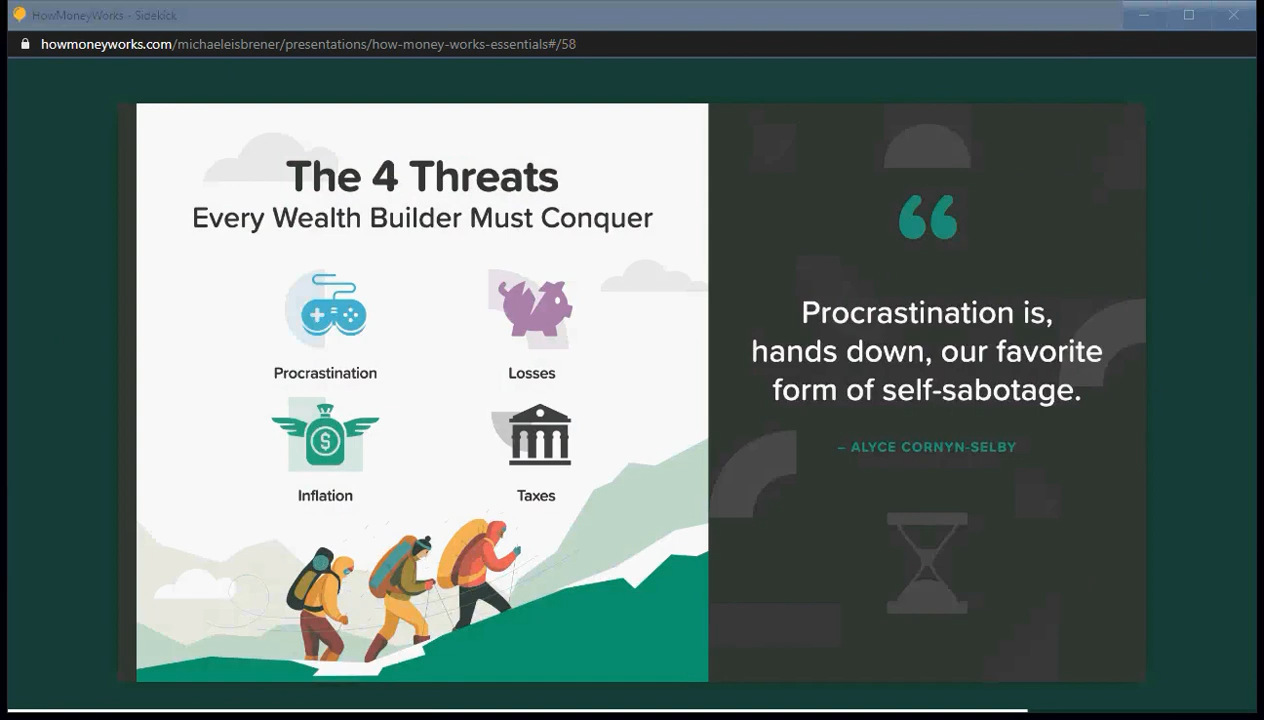 HowMoneyWorks - Sidekick
howmoneyworks.com/michaeleisbrener/presentations/how-money-works-essentials#/58
The 4 Threats
Every Wealth Builder Must Conquer
Procrastination
Losses
$
Inflation
Taxes
“
Procrastination is,
hands down, our favorite
form of self-sabotage.
– ALYCE CORNYN-SELBY